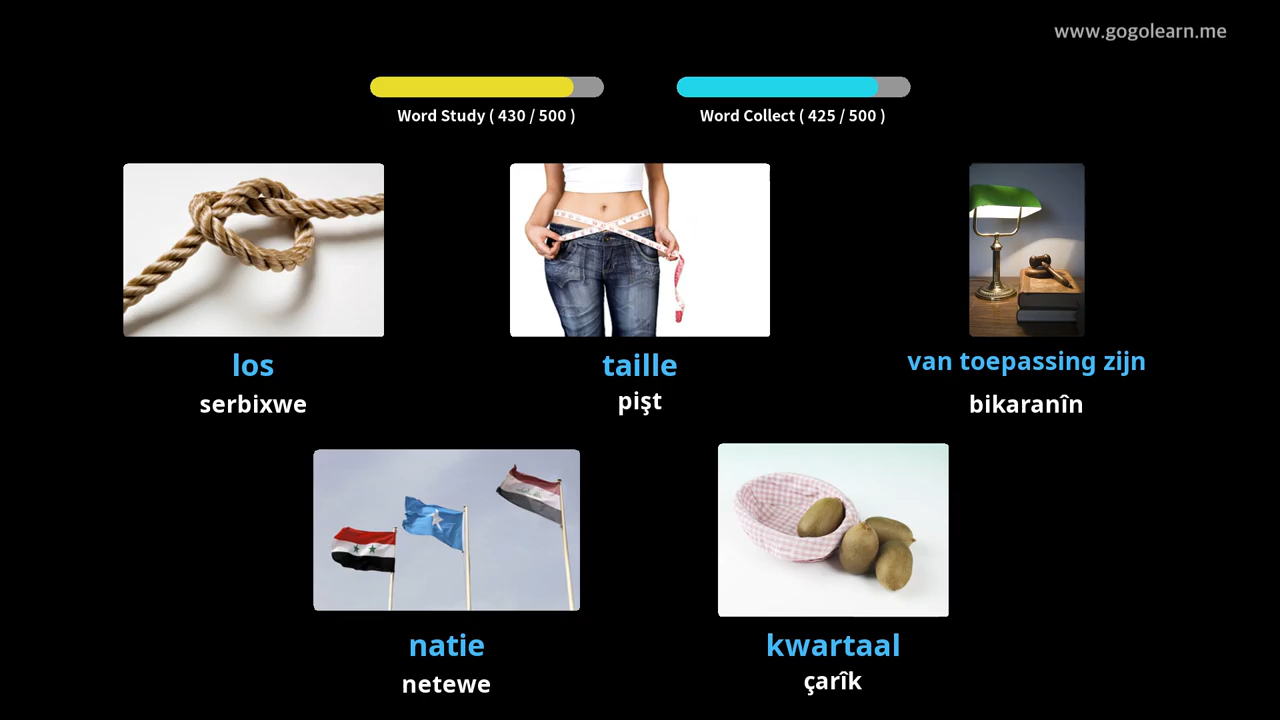 www.gogolearn.me
Word Study ( 430 / 500 )
Word Collect ( 425 / 500 )
los
serbixwe
taille
pişt
van toepassing zijn
bikaranîn
natie
netewe
kwartaal
çarîk